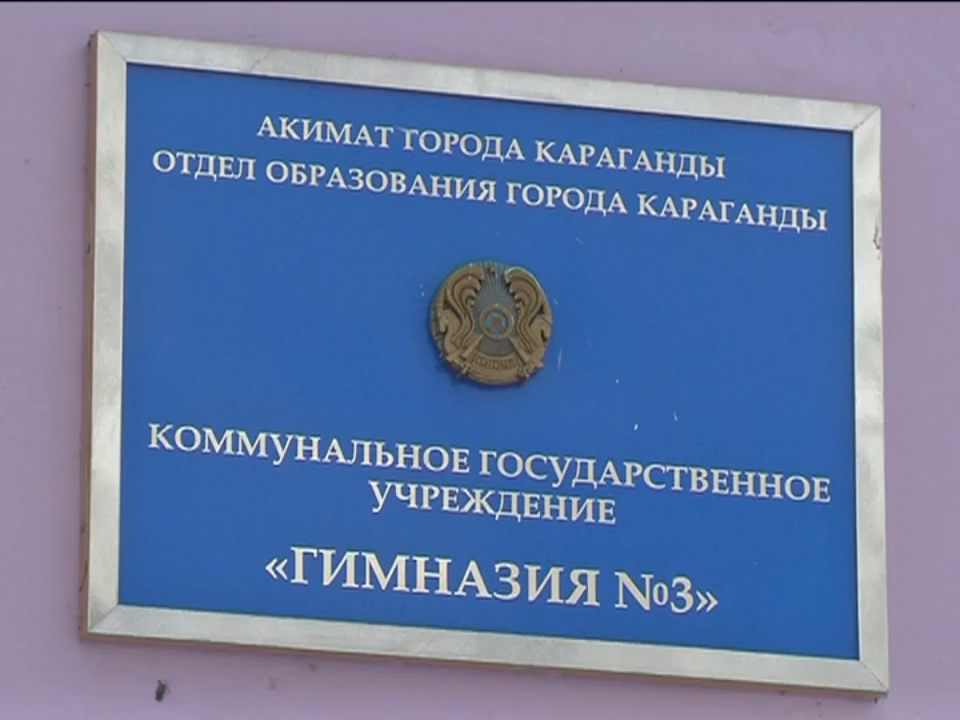 АКИМАТ ГОРОДА КАРАГАНДЫ
ОТДЕЛ ОБРАЗОВАНИЯ ГОРОДА КАРАГАНДЫ
КОММУНАЛЬНОЕ ГОСУДАРСТВЕННОЕ
УЧРЕЖДЕНИЕ
«ГИМНАЗИЯ №3»